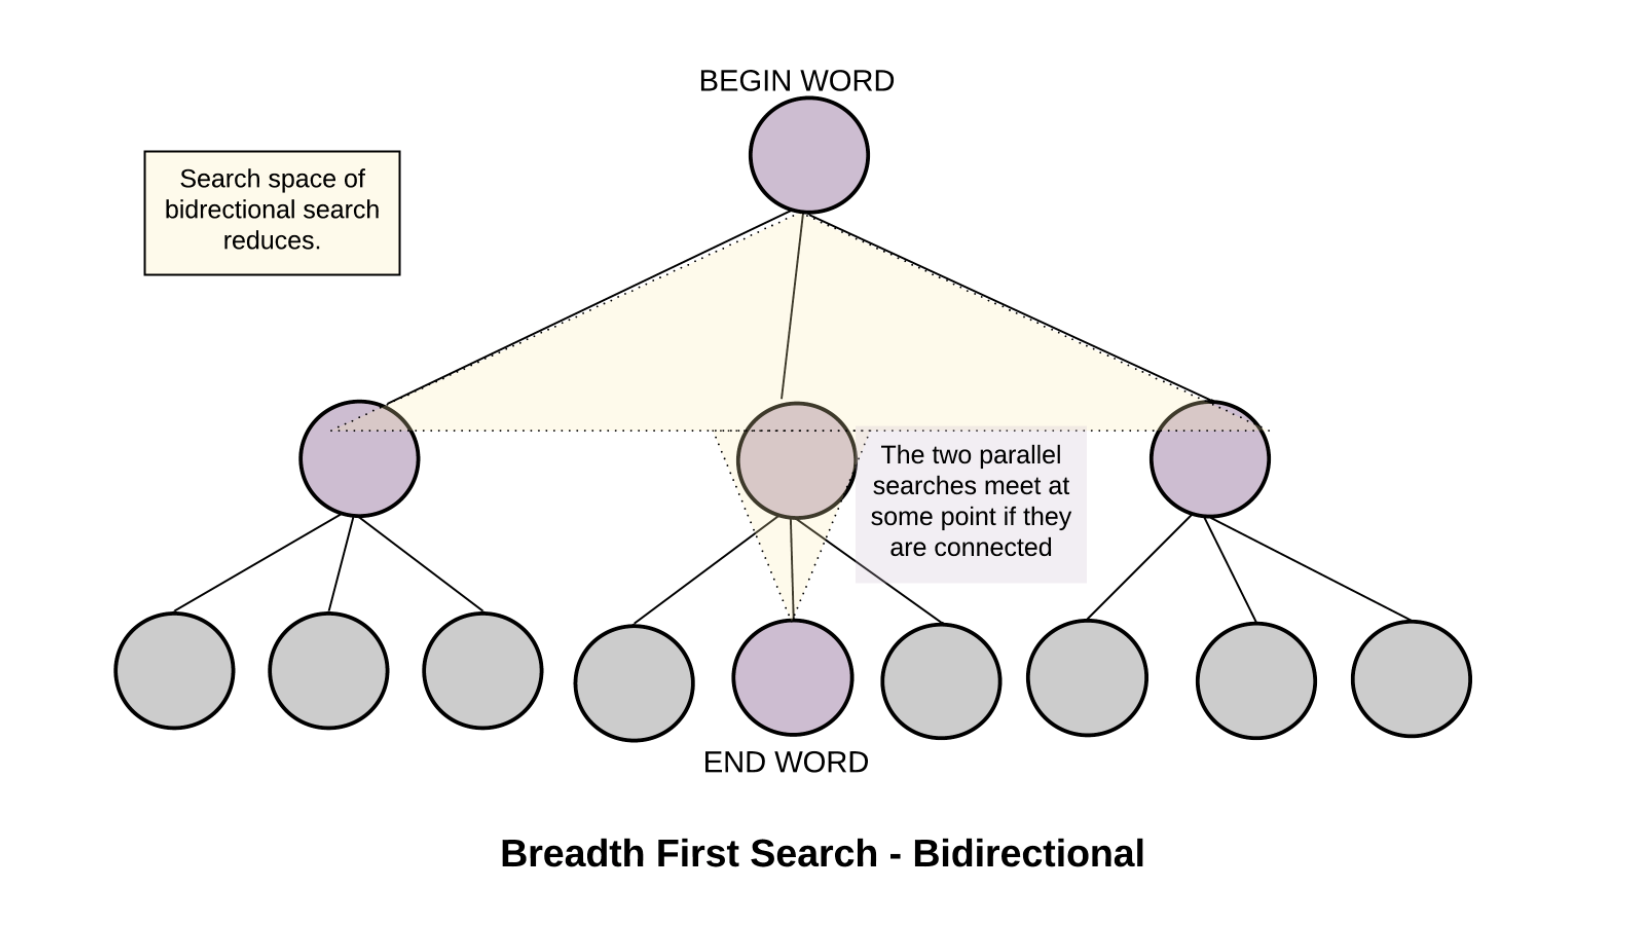 BEGIN WORD
Search space of
bidrectional search
reduces.
The two parallel
searches meet at
some point if they
are connected
END WORD
Breadth First Search - Bidirectional